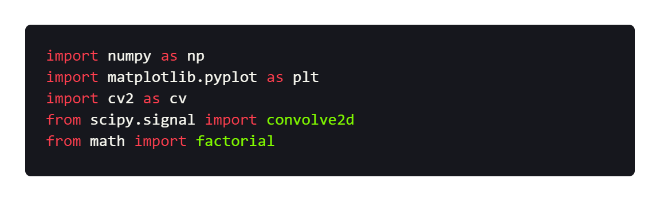 import numpy as np
import matplotlib.pyplot as plt
import cv2 as cv
from scipy.signal import convolve2d
from math import factorial